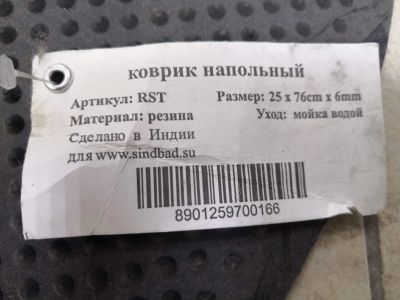 коврик напольный
Артикул: RST Размер: 25 x 76cm x 6mm
Материал: резина Уход: мойка водой
Сделано в Индии
для www.sindbad.su
8901259700166